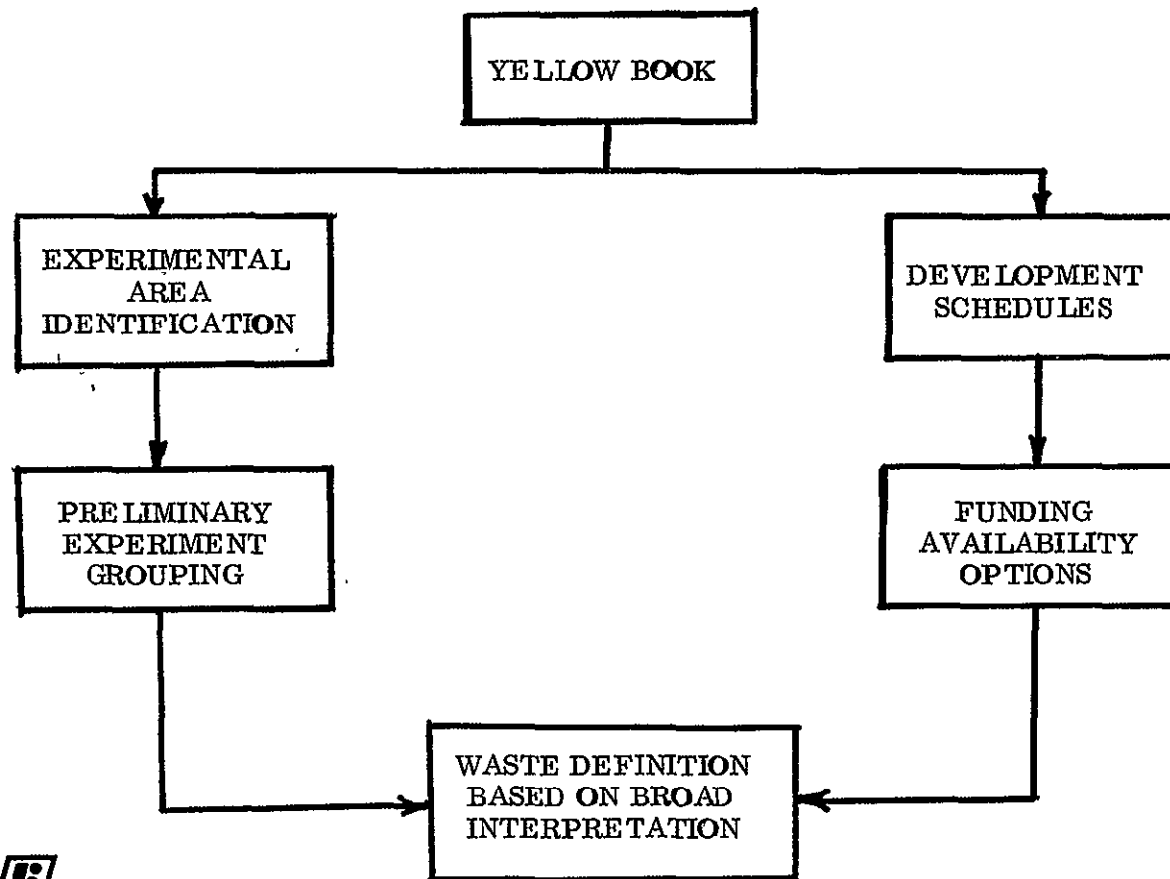 YELLOW BOOK
EXPERIMENTAL
AREA
IDENTIFICATION
DEVELOPMENT
SCHEDULES
PRELIMINARY
EXPERIMENT
GROUPING
FUNDING
AVAILABILITY
OPTIONS
WASTE DEFINITION
BASED ON BROAD
INTERPRETATION